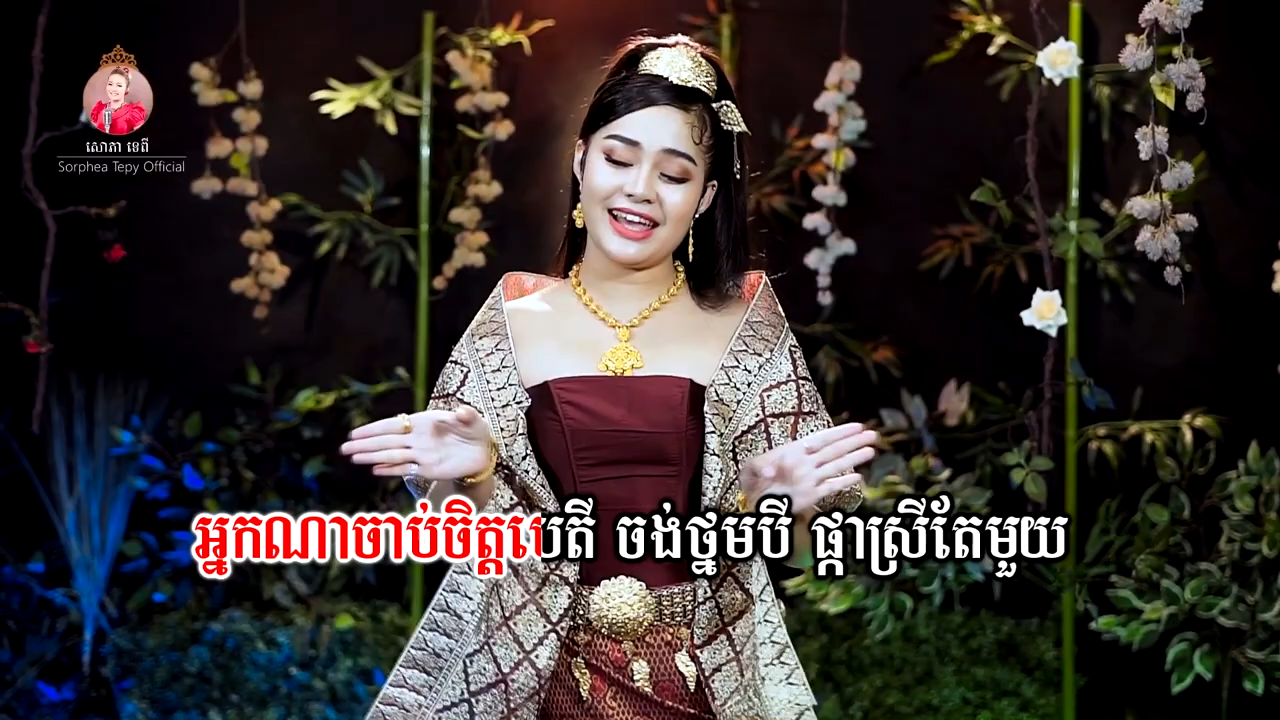 សោភា ទេពី
Sorphea Tepy Official
អ្នកណាចាប់ចិត្តបេតី ចង់ថ្នមបី ផ្កាស្រីតែមួយ